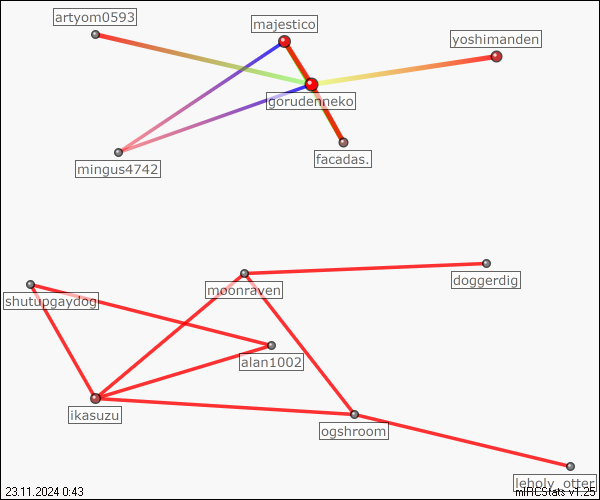 artyom0593
majestico
yoshimanden
gorudenneko
mingus4742
facadas.
moonraven
doggerdig
shutupgaydog
alan1002
ikasuzu
ogshroom
leholy_otter
23.11.2024 0:43
mIRCStats v1.25